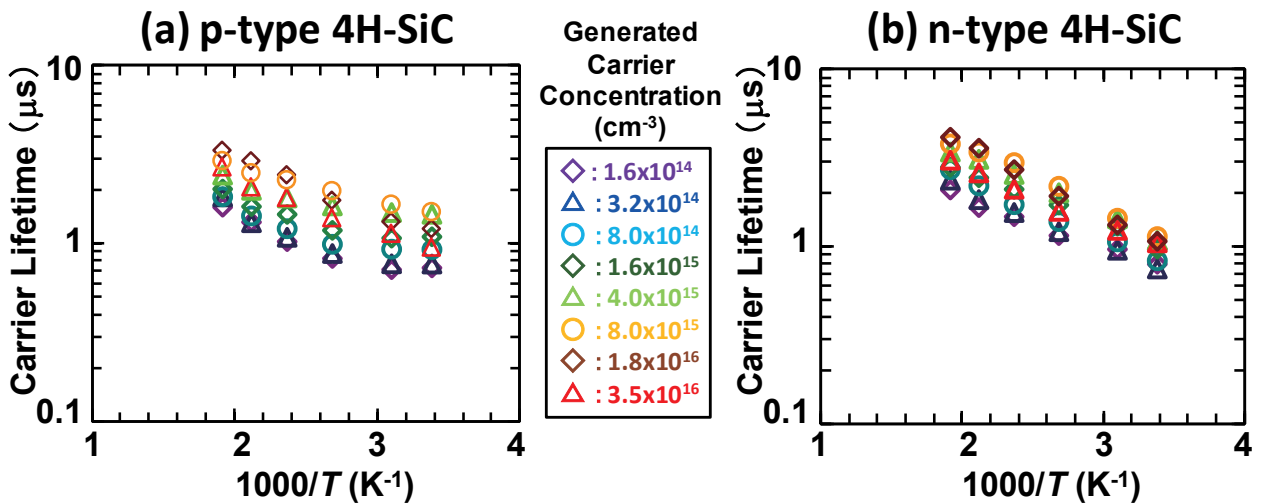 (a) p-type 4H-SiC
10
1
0.1
Carrier Lifetime (μs)
1
2
3
4
1000/T (K⁻¹)
Generated
Carrier
Concentration
(cm⁻³)
: 1.6x10¹⁴
: 3.2x10¹⁴
: 8.0x10¹⁴
: 1.6x10¹⁵
: 4.0x10¹⁵
: 8.0x10¹⁵
: 1.8x10¹⁶
: 3.5x10¹⁶
(b) n-type 4H-SiC
10
1
0.1
Carrier Lifetime (μs)
1
2
3
4
1000/T (K⁻¹)